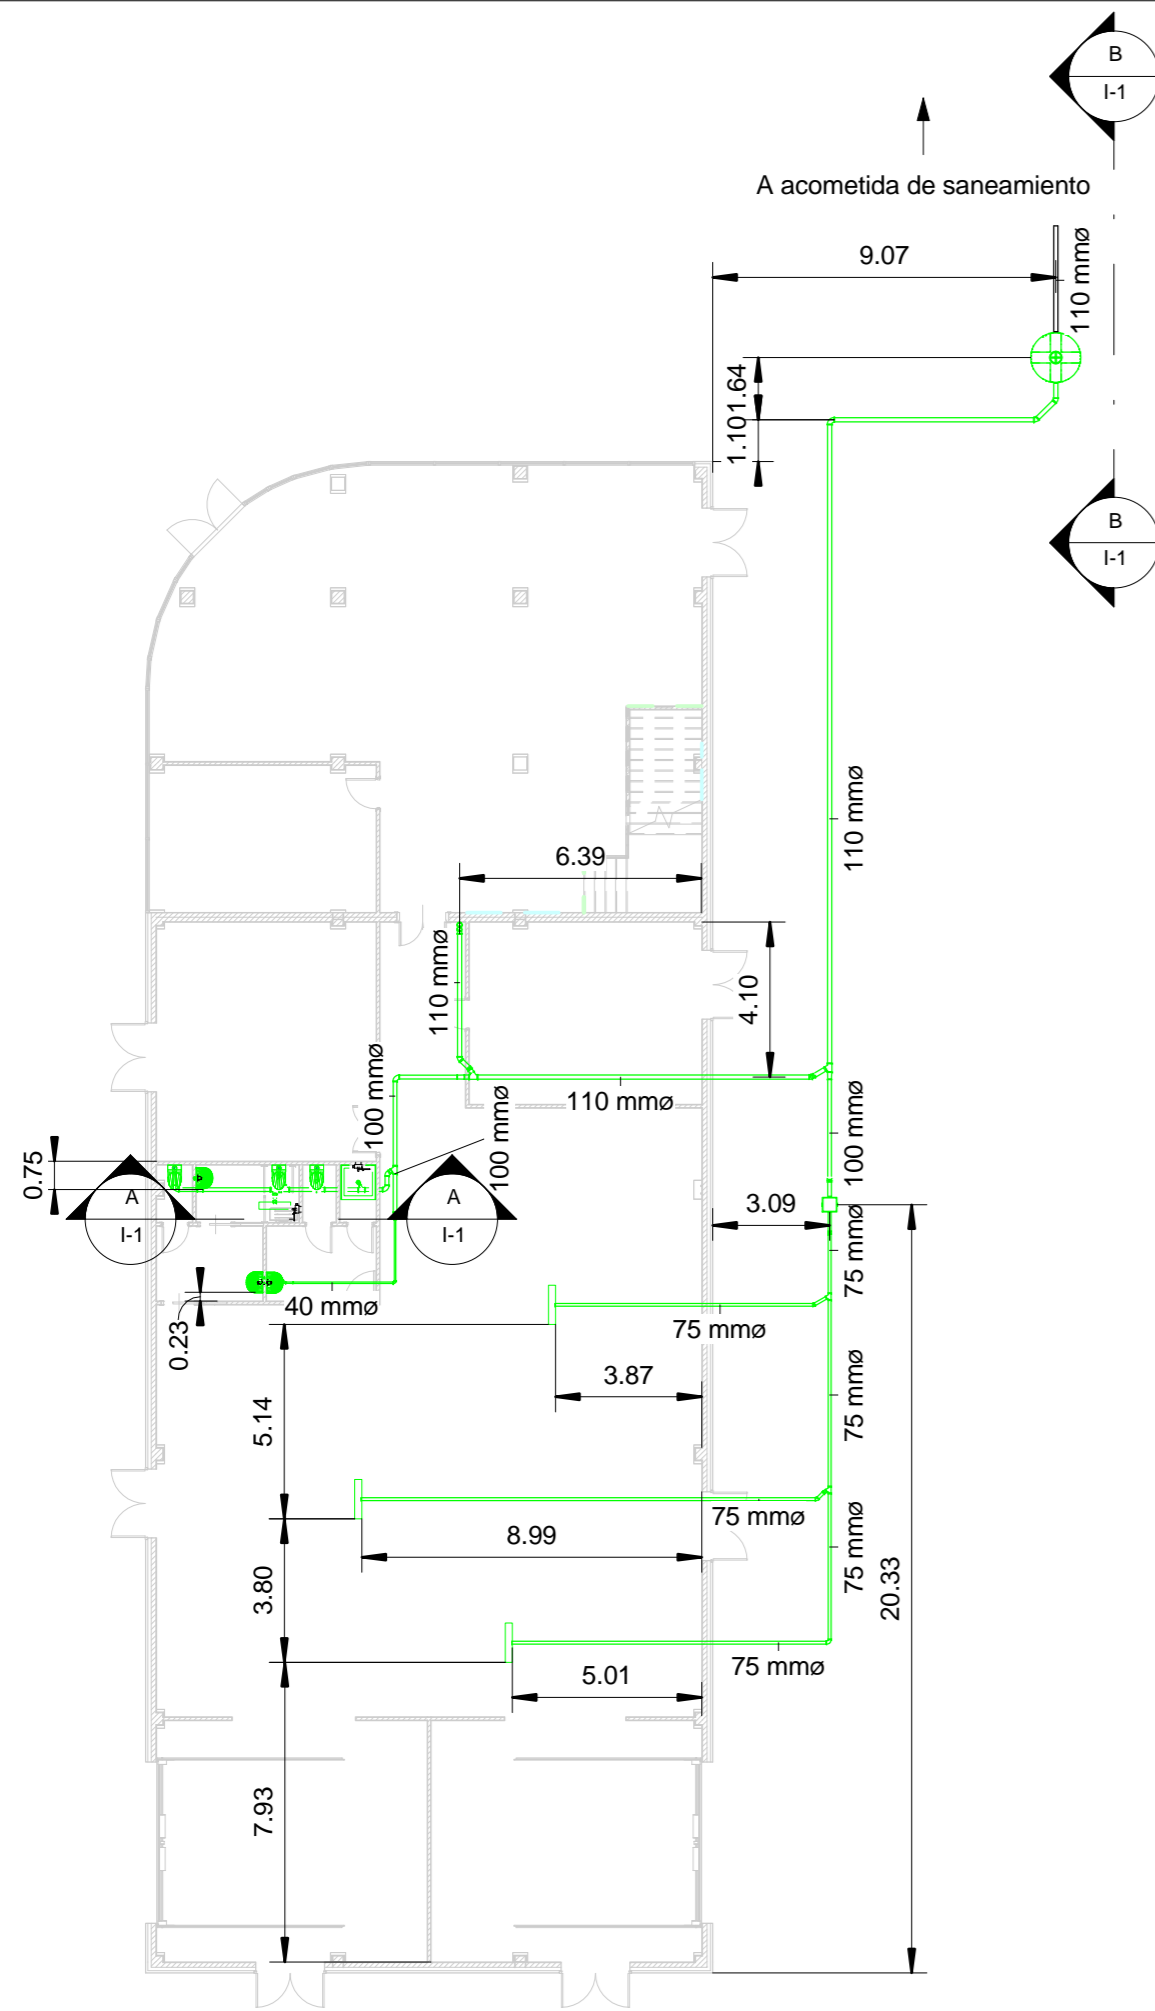 B
I-1
A acometida de saneamiento
9.07
110 mmø
1.64
1.10
B
I-1
110 mmø
6.39
110 mmø
4.10
100 mmø
110 mmø
100 mmø
100 mmø
0.75
A
I-1
A
I-1
3.09
75 mmø
40 mmø
0.23
75 mmø
3.87
75 mmø
5.14
75 mmø
8.99
75 mmø
3.80
20.33
75 mmø
5.01
7.93